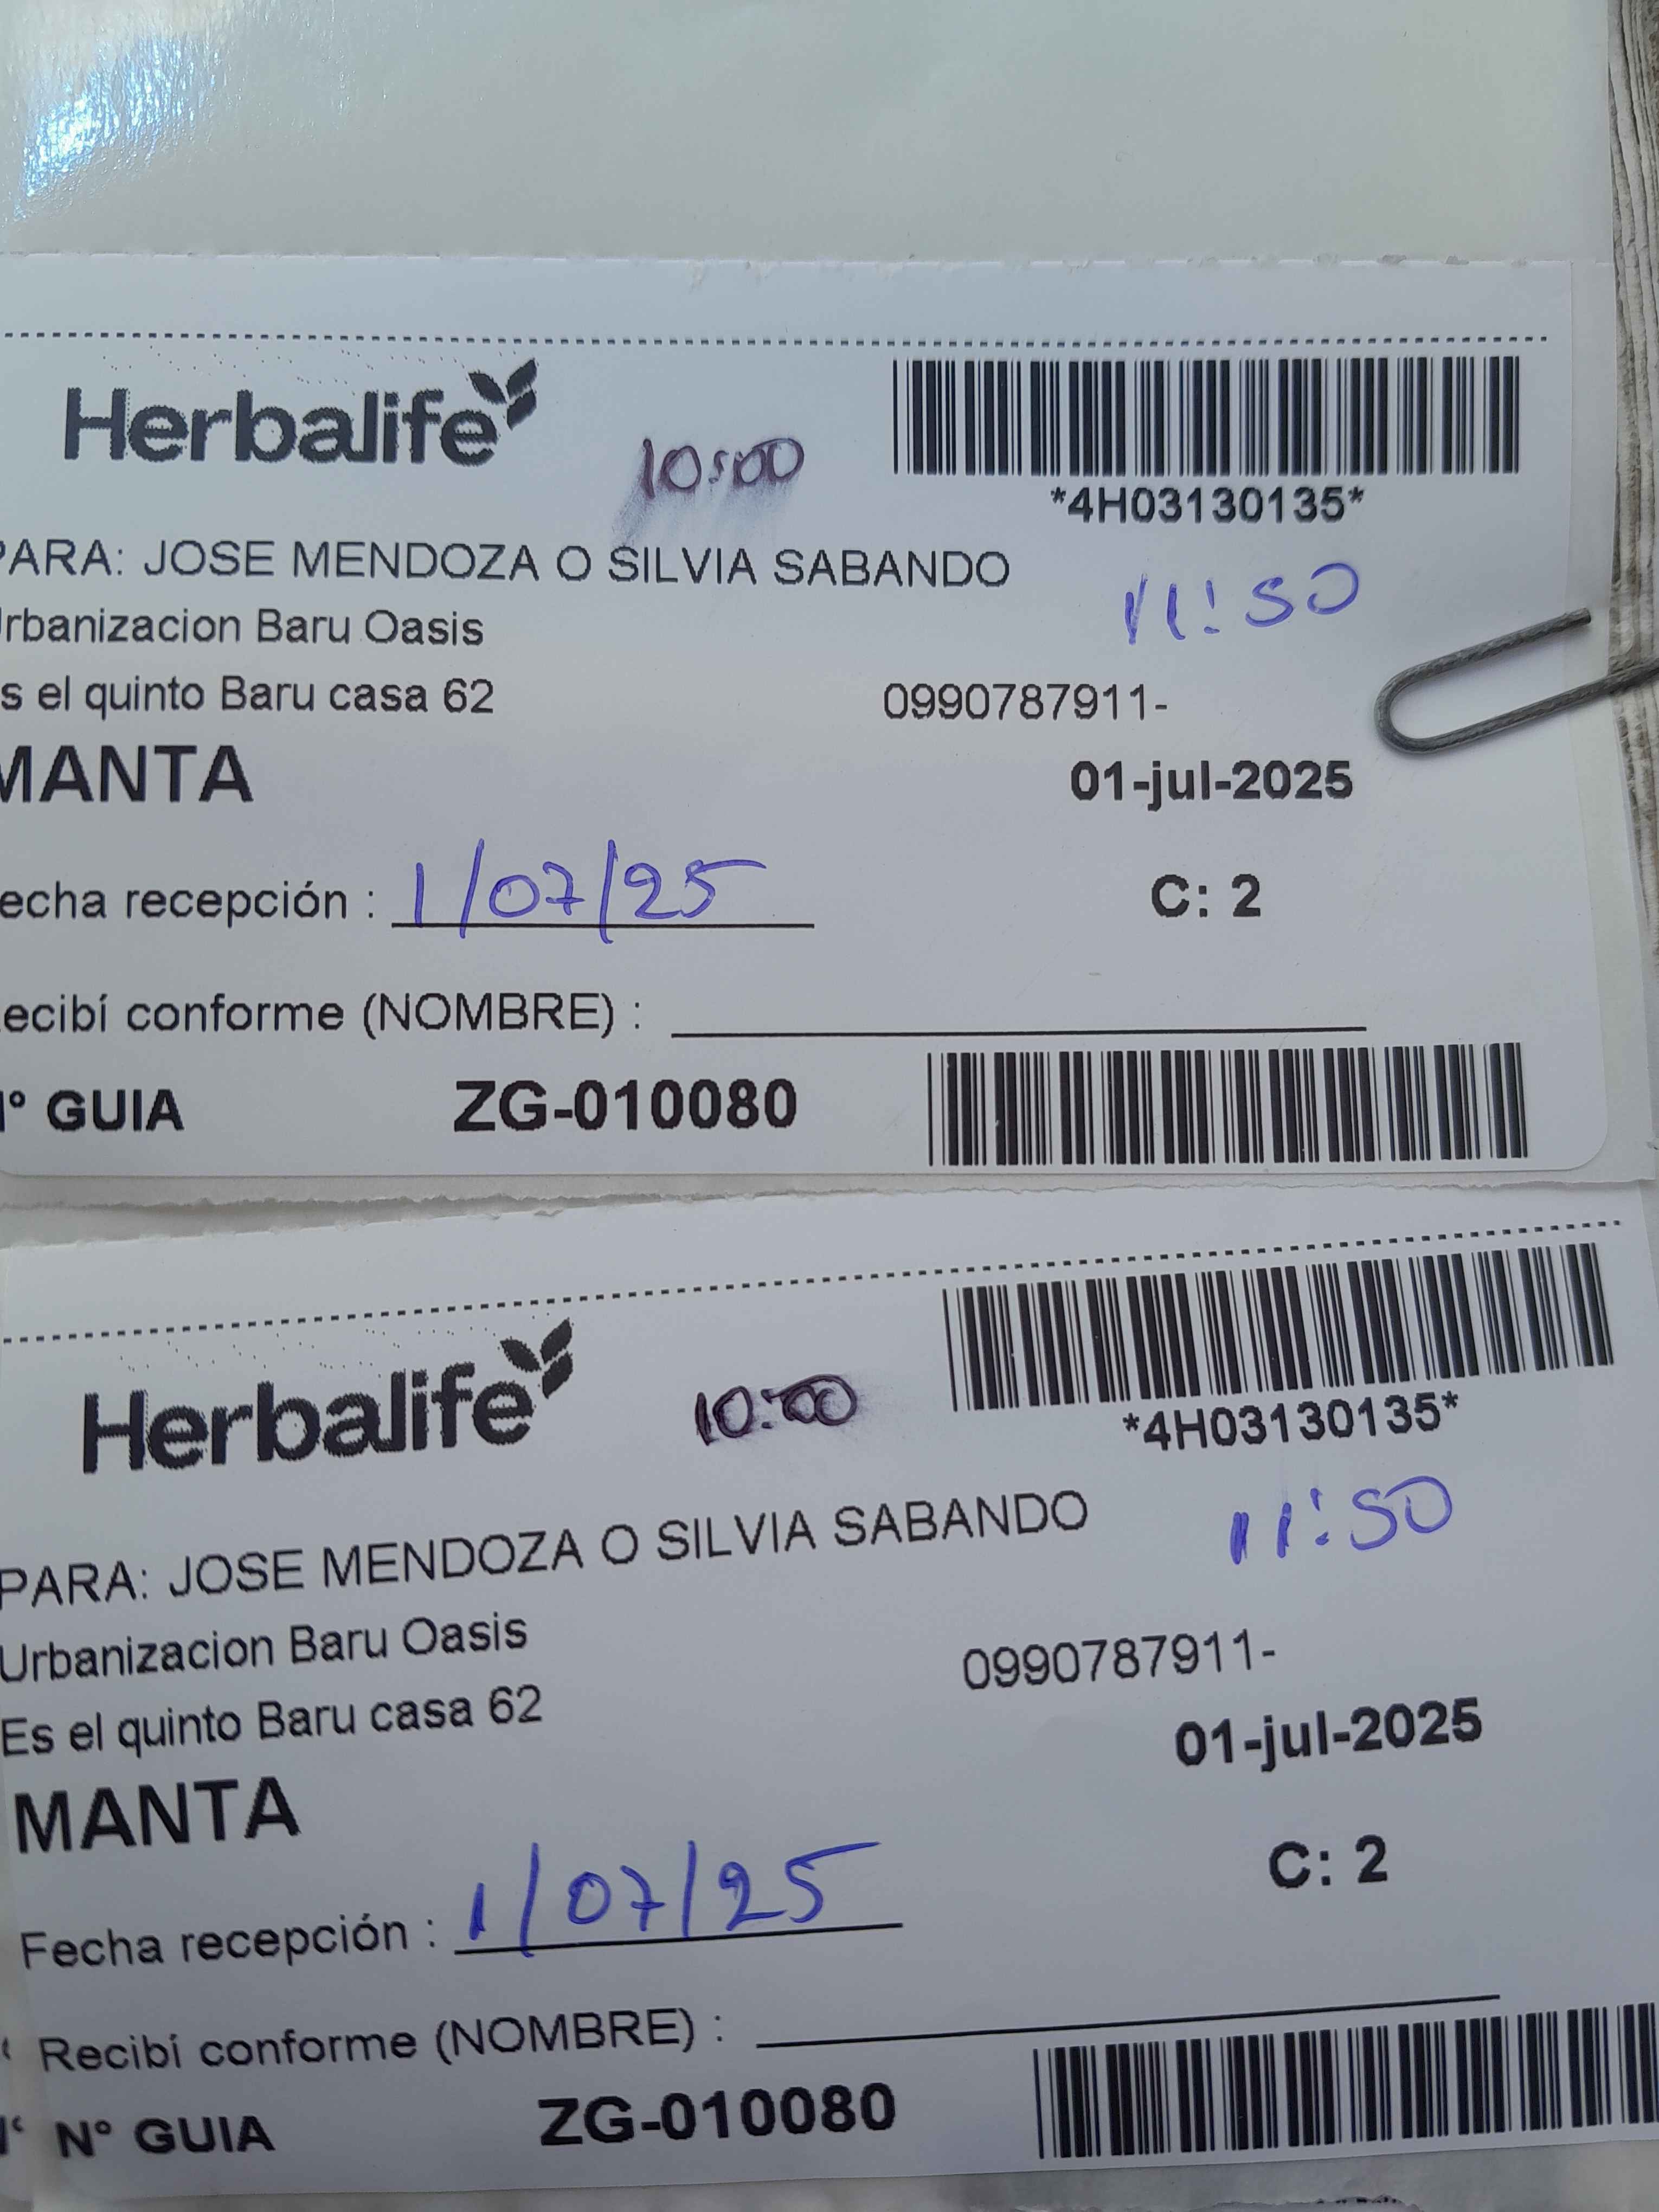 Herbalife
10:00
*4H03130135*
PARA: JOSE MENDOZA O SILVIA SABANDO
11:50
rbanizacion Baru Oasis
s el quinto Baru casa 62
0990787911-
MANTA
01-jul-2025
echa recepción : 1/07/25
C: 2
ecibí conforme (NOMBRE) :
° GUIA ZG-010080
Herbalife
10:00
*4H03130135*
PARA: JOSE MENDOZA O SILVIA SABANDO
11:50
Urbanizacion Baru Oasis
0990787911-
Es el quinto Baru casa 62
01-jul-2025
MANTA
C: 2
Fecha recepción : 1/07/25
Recibí conforme (NOMBRE) :
N° GUIA ZG-010080